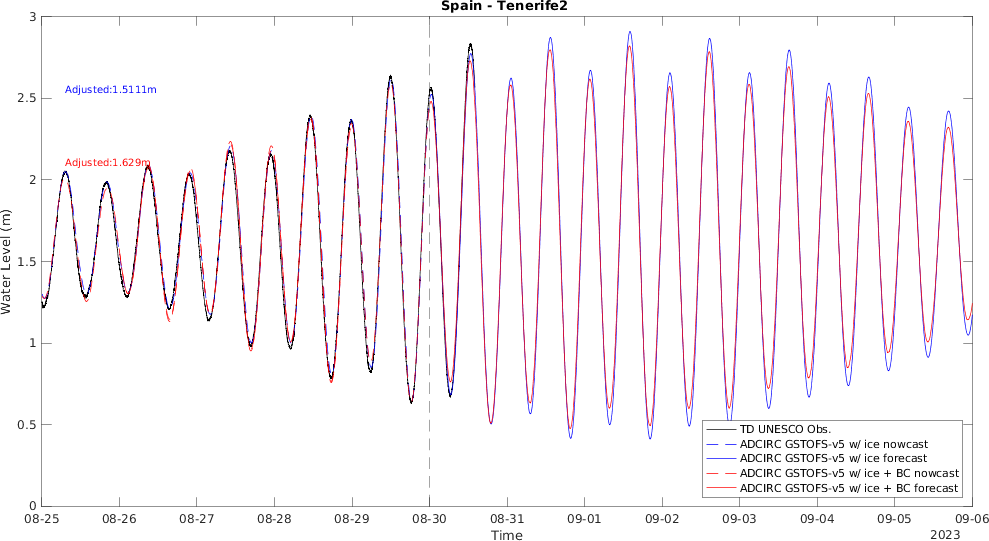 Spain - Tenerife2
Water Level (m)
3
2.5
2
1.5
1
0.5
0
Adjusted:1.5111m
Adjusted:1.629m
TD UNESCO Obs.
ADCIRC GSTOFS-v5 w/ ice nowcast
ADCIRC GSTOFS-v5 w/ ice forecast
ADCIRC GSTOFS-v5 w/ ice + BC nowcast
ADCIRC GSTOFS-v5 w/ ice + BC forecast
08-25 08-26 08-27 08-28 08-29 08-30 08-31 09-01 09-02 09-03 09-04 09-05 09-06
Time
2023